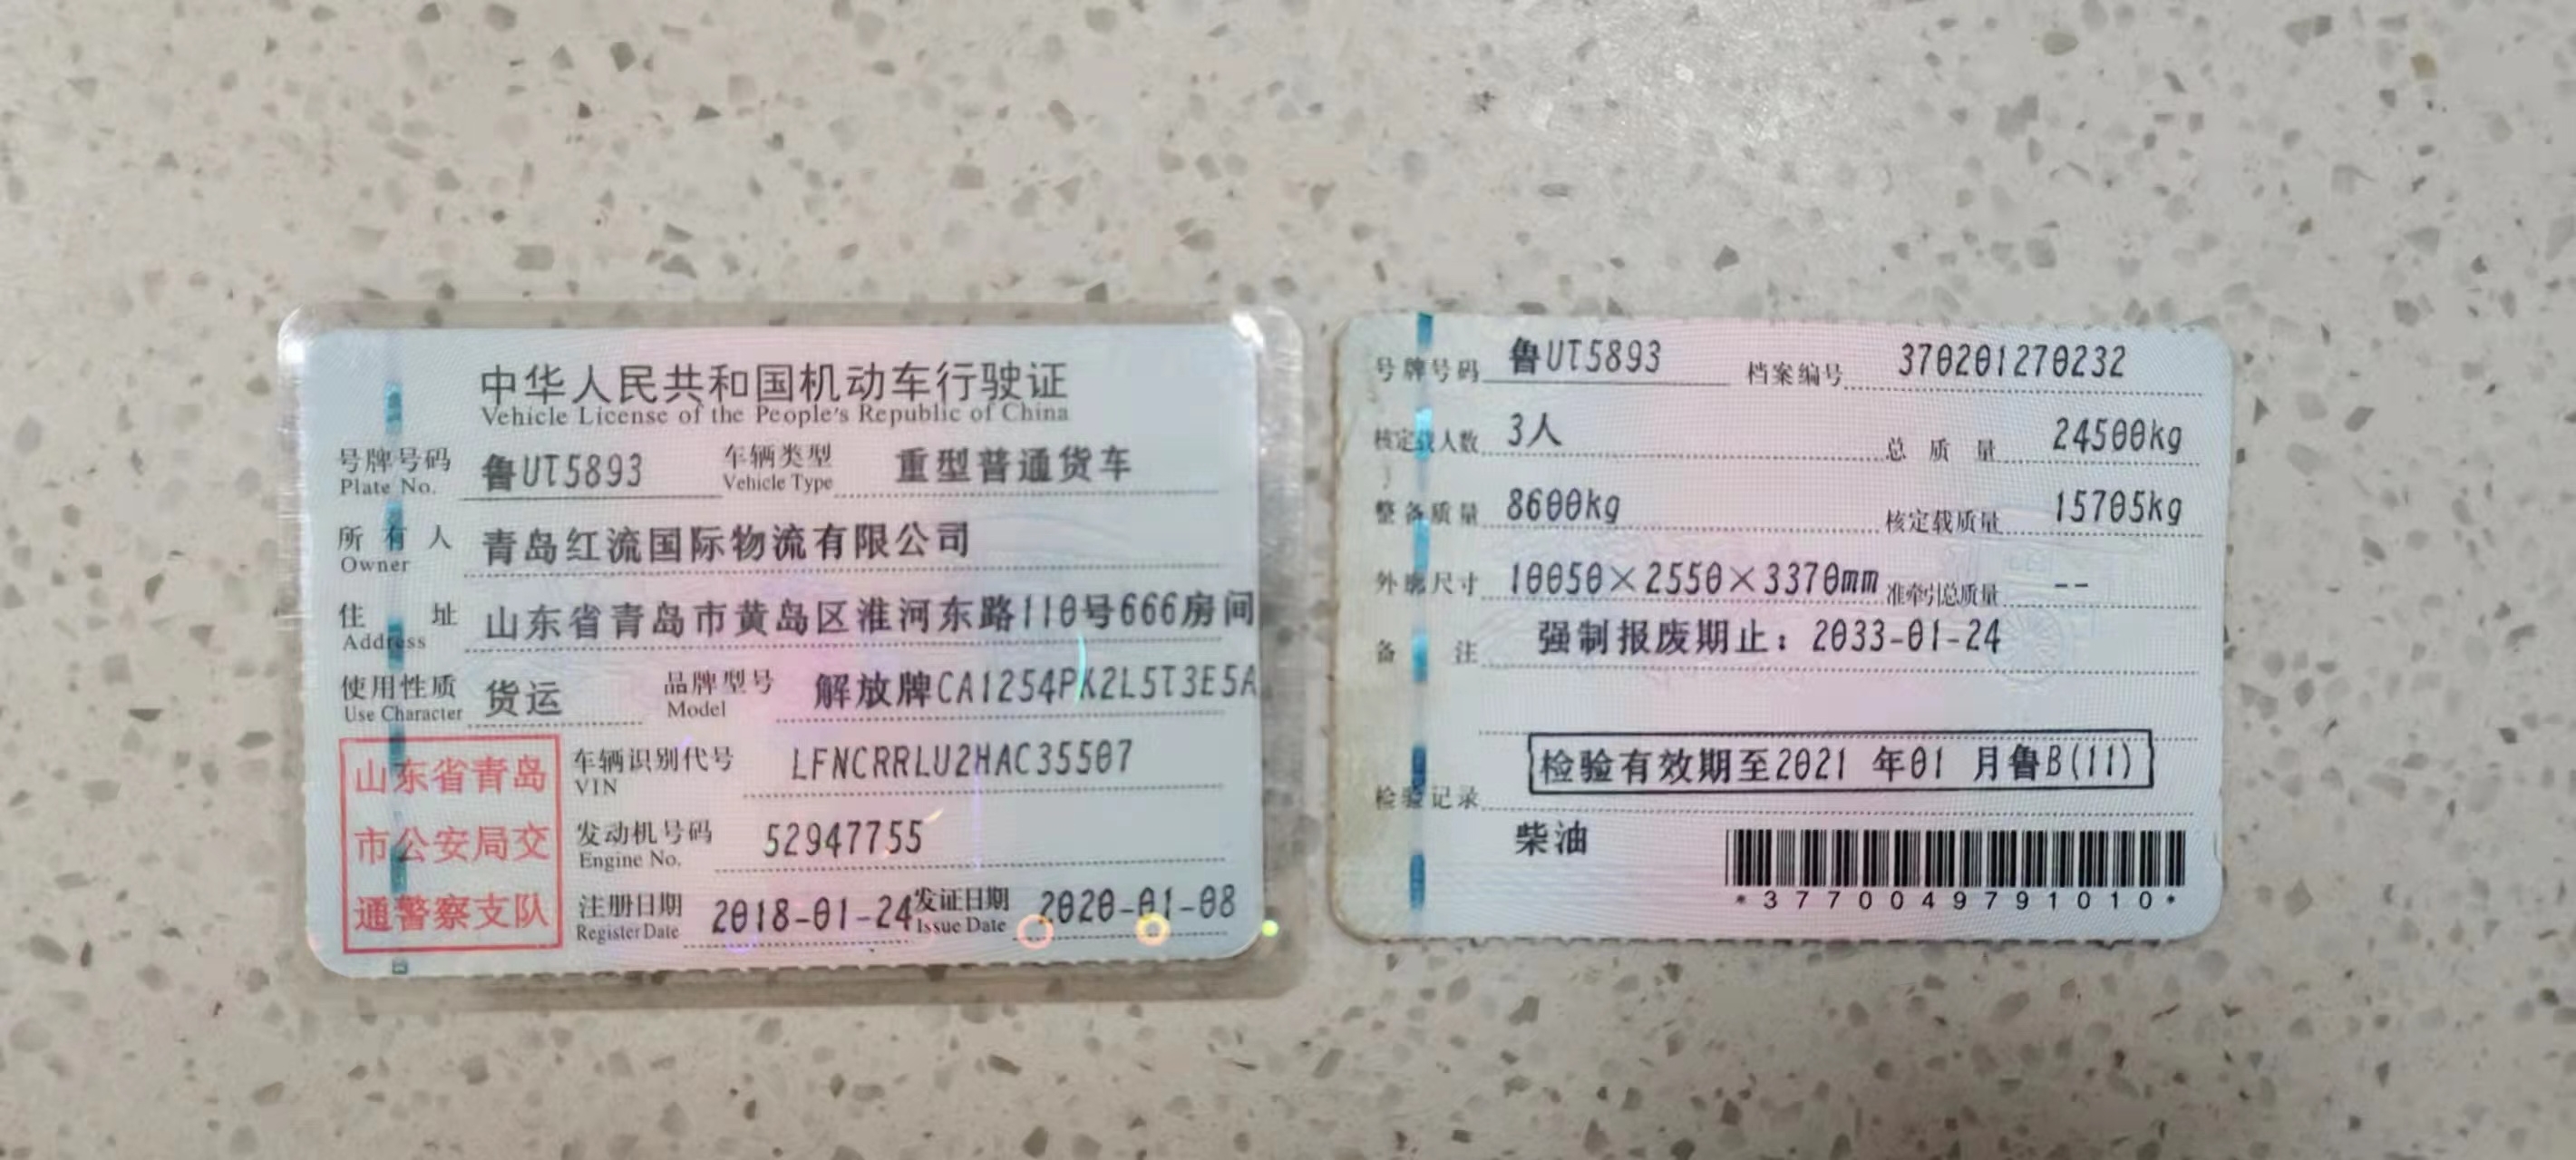 中华人民共和国机动车行驶证
Vehicle License of the People's Republic of China
号牌号码 鲁UT5893 车辆类型 重型普通货车
Plate No. Vehicle Type
所有人 青岛红流国际物流有限公司
Owner
住址 山东省青岛市黄岛区淮河东路110号666房间
Address
使用性质 货运 品牌型号 解放牌CA1254PK2L5T3E5A
Use Character Model
山东省青岛
市公安局交
通警察支队
车辆识别代号 LFNCRRLU2HAC35507
VIN
发动机号码 52947755
Engine No.
注册日期 2018-01-24 发证日期 2020-01-08
Register Date Issue Date
号牌号码 鲁UT5893 档案编号 370201270232
核定载人数 3人 总质量 24500kg
整备质量 8600kg 核定载质量 15705kg
外廓尺寸 10050×2550×3370mm 准牵引总质量 --
备注 强制报废期止：2033-01-24
检验有效期至2021 年01 月鲁B(11)
检验记录
柴油
*3770049791010*